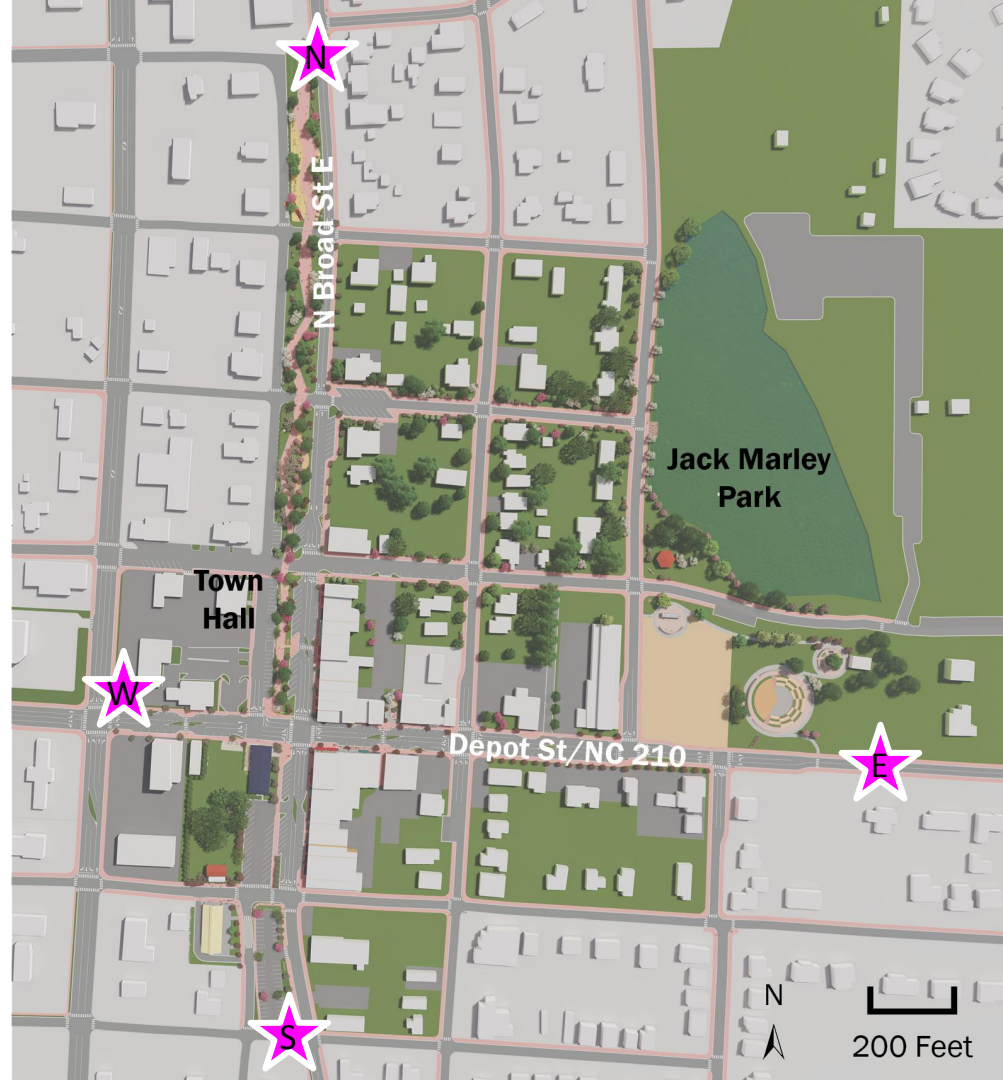 N
N Broad St E
Jack Marley
Park
Town
Hall
W
Depot St/NC 210
E
N
S
200 Feet